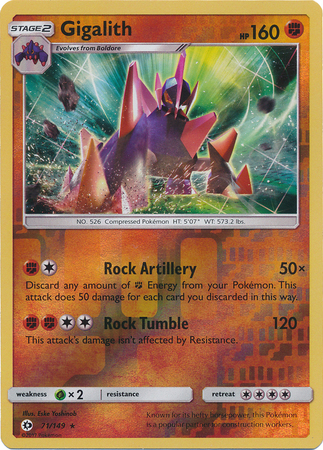 STAGE2 Gigalith HP 160
Evolves from Boldore
NO. 526 Compressed Pokémon HT: 5'07" WT: 573.2 lbs.
Rock Artillery 50×
Discard any amount of Energy from your Pokémon. This
attack does 50 damage for each card you discarded in this way.
Rock Tumble 120
This attack's damage isn't affected by Resistance.
weakness × 2 resistance retreat
Illus. Eske Yoshinob
71/149 ★
Known for its hefty horsepower, this Pokémon
is a popular partner for construction workers.